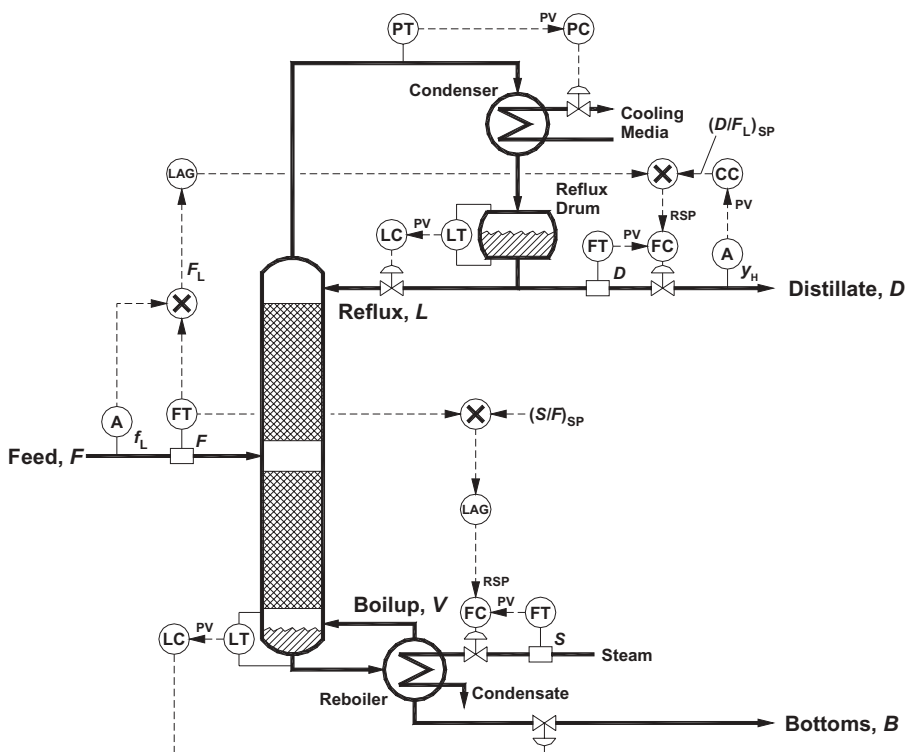 PT
PV
PC
Condenser
Cooling
Media
(D/FL)SP
LAG
CC
Reflux
Drum
RSP
PV
LC
PV
LT
FT
PV
FC
A
FL
D
yH
Distillate, D
Reflux, L
A
FT
(S/F)SP
fL
F
Feed, F
LAG
RSP
Boilup, V
FC
PV
FT
LC
PV
LT
S
Steam
Reboiler
Condensate
Bottoms, B